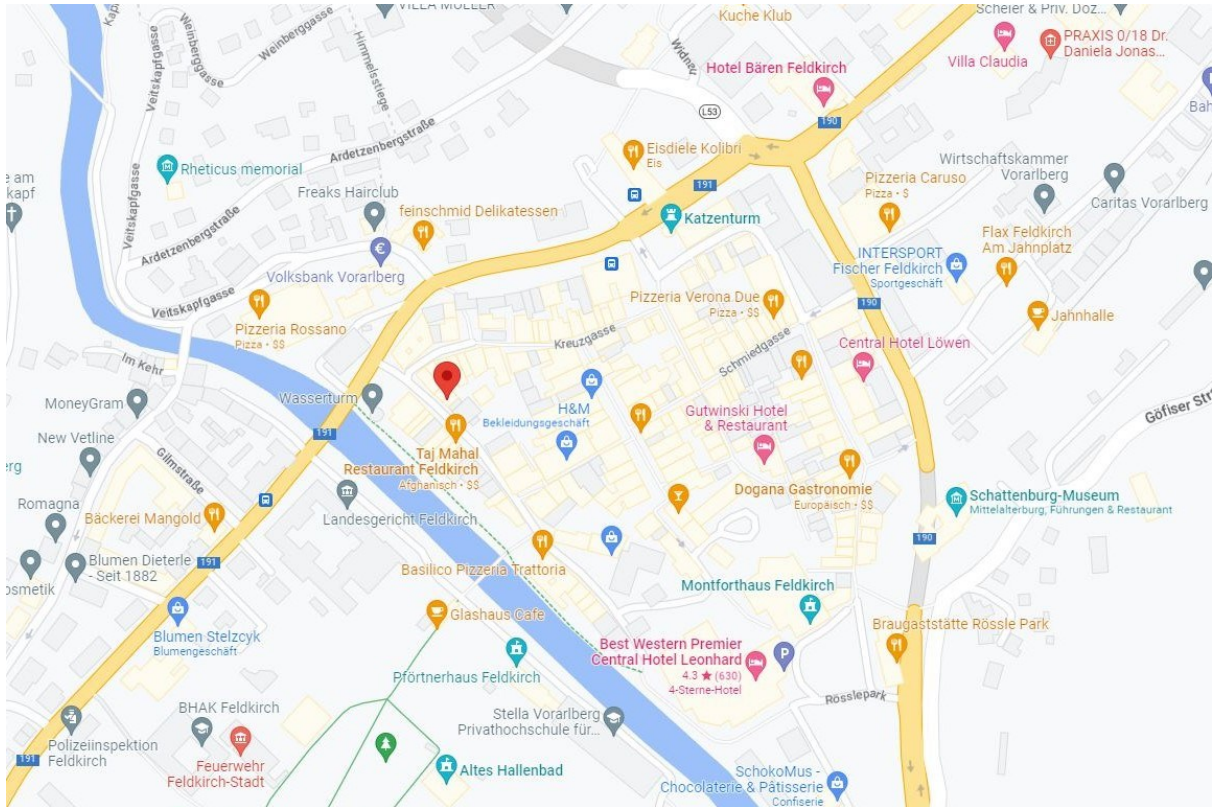 VILLA MÜLLER
Kuche Klub
Scheier & Priv. Doz...
PRAXIS 0/18 Dr.
Daniela Jonas...
Villa Claudia
Weinberggasse
Weinberggasse
Himmelsstiege
Widnau
Hotel Bären Feldkirch
Veitskapfgasse
L53
190
Bah
Ardetzenbergstraße
Eisdiele Kolibri
Eis
Wirtschaftskammer
Vorarlberg
Rheticus memorial
Pizzeria Caruso
Pizza • $
Caritas Vorarlberg
191
e am
kapf
Freaks Hairclub
feinschmid Delikatessen
Katzenturm
Flax Feldkirch
Am Jahnplatz
Veitskapfgasse
Ardetzenbergstraße
INTERSPORT
Fischer Feldkirch
Sportgeschäft
Volksbank Vorarlberg
Veitskapfgasse
Pizzeria Verona Due
Pizza • $$
190
Jahnhalle
Pizzeria Rossano
Pizza • $$
Kreuzgasse
Schmiedgasse
Central Hotel Löwen
Im Kehr
MoneyGram
Wasserturm
H&M
Bekleidungsgeschäft
Gutwinski Hotel
& Restaurant
Göfiser Str
191
New Vetline
Gilmstraße
Taj Mahal
Restaurant Feldkirch
Afghanisch • $$
erg
Dogana Gastronomie
Europäisch • $$
Romagna
Landesgericht Feldkirch
Schattenburg-Museum
Mittelalterburg, Führungen & Restaurant
Bäckerei Mangold
190
Blumen Dieterle
- Seit 1882
191
Basilico Pizzeria Trattoria
osmetik
Montforthaus Feldkirch
Glashaus Cafe
Blumen Stelzcyk
Blumengeschäft
Braugaststätte Rössle Park
Best Western Premier
Central Hotel Leonhard
4.3 ★ (630)
4-Sterne-Hotel
P
Pförtnerhaus Feldkirch
Rösslepark
BHAK Feldkirch
Stella Vorarlberg
Privathochschule für...
Polizeiinspektion
Feldkirch
191
Feuerwehr
Feldkirch-Stadt
Altes Hallenbad
SchokoMus -
Chocolaterie & Pâtisserie
Confiserie